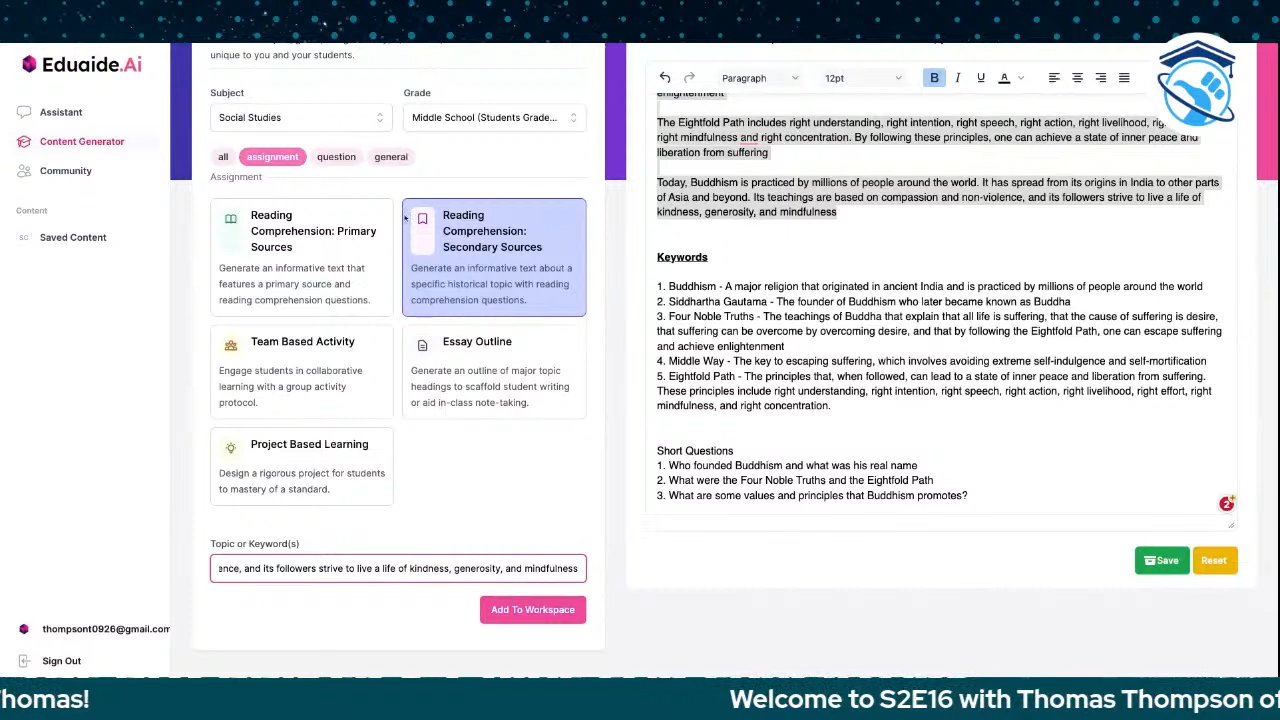 unique to you and your students.
Eduaide.Ai
Assistant
Content Generator
Community
Content
SC Saved Content
Subject
Grade
Social Studies
Middle School (Students Grade...
all
assignment
question
general
Assignment
Reading
Comprehension: Primary
Sources
Generate an informative text that
features a primary source and
reading comprehension questions.
Reading
Comprehension:
Secondary Sources
Generate an informative text about a
specific historical topic with reading
comprehension questions.
Team Based Activity
Engage students in collaborative
learning with a group activity
protocol.
Essay Outline
Generate an outline of major topic
headings to scaffold student writing
or aid in-class note-taking.
Project Based Learning
Design a rigorous project for students
to mastery of a standard.
Topic or Keyword(s)
ence, and its followers strive to live a life of kindness, generosity, and mindfulness
Add To Workspace
thompsont0926@gmail.com
Sign Out
Paragraph
12pt
B I U A
enlightenment
The Eightfold Path includes right understanding, right intention, right speech, right action, right livelihood,
right mindfulness and right concentration. By following these principles, one can achieve a state of inner peace and
liberation from suffering
Today, Buddhism is practiced by millions of people around the world. It has spread from its origins in India to other parts
of Asia and beyond. Its teachings are based on compassion and non-violence, and its followers strive to live a life of
kindness, generosity, and mindfulness
Keywords
1. Buddhism - A major religion that originated in ancient India and is practiced by millions of people around the world
2. Siddhartha Gautama - The founder of Buddhism who later became known as Buddha
3. Four Noble Truths - The teachings of Buddha that explain that all life is suffering, that the cause of suffering is desire,
that suffering can be overcome by overcoming desire, and that by following the Eightfold Path, one can escape suffering
and achieve enlightenment
4. Middle Way - The key to escaping suffering, which involves avoiding extreme self-indulgence and self-mortification
5. Eightfold Path - The principles that, when followed, can lead to a state of inner peace and liberation from suffering.
These principles include right understanding, right intention, right speech, right action, right livelihood, right effort, right
mindfulness, and right concentration.
Short Questions
1. Who founded Buddhism and what was his real name
2. What were the Four Noble Truths and the Eightfold Path
3. What are some values and principles that Buddhism promotes?
2
Save
Reset
Thomas!
Welcome to S2E16 with Thomas Thompson of